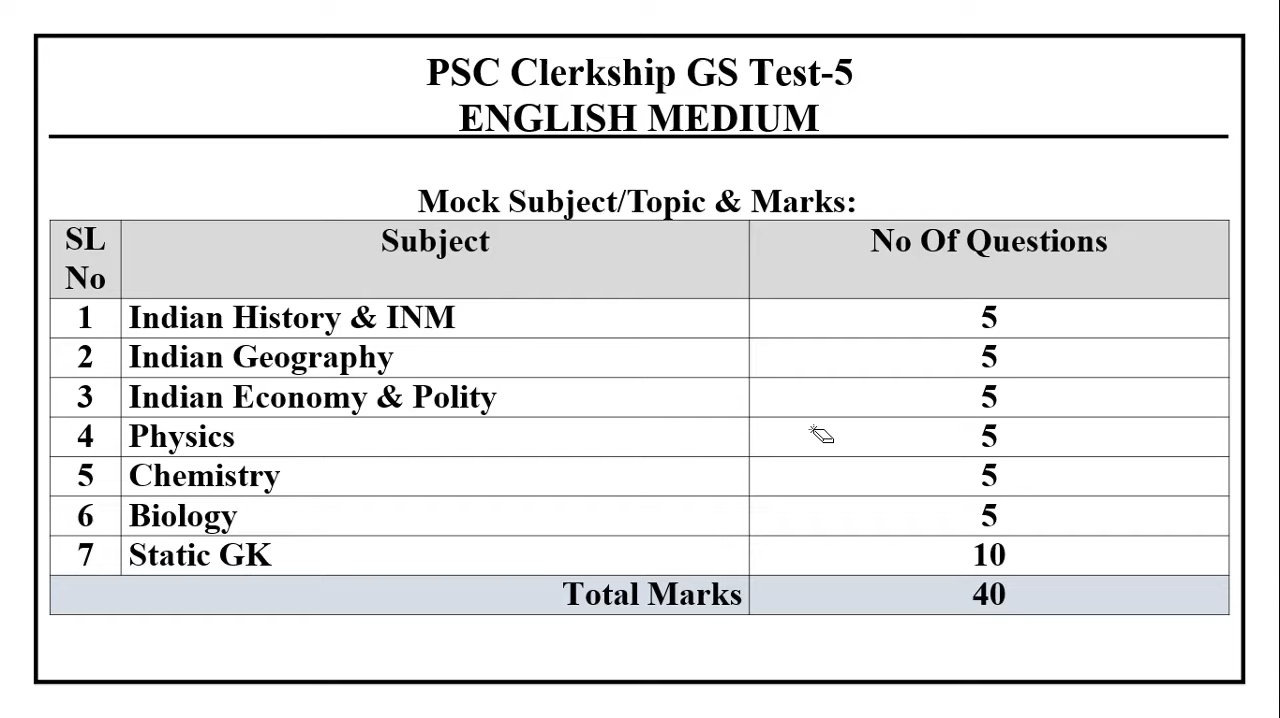 PSC Clerkship GS Test-5
ENGLISH MEDIUM
Mock Subject/Topic & Marks:
SL No Subject No Of Questions
1 Indian History & INM 5
2 Indian Geography 5
3 Indian Economy & Polity 5
4 Physics 5
5 Chemistry 5
6 Biology 5
7 Static GK 10
Total Marks 40